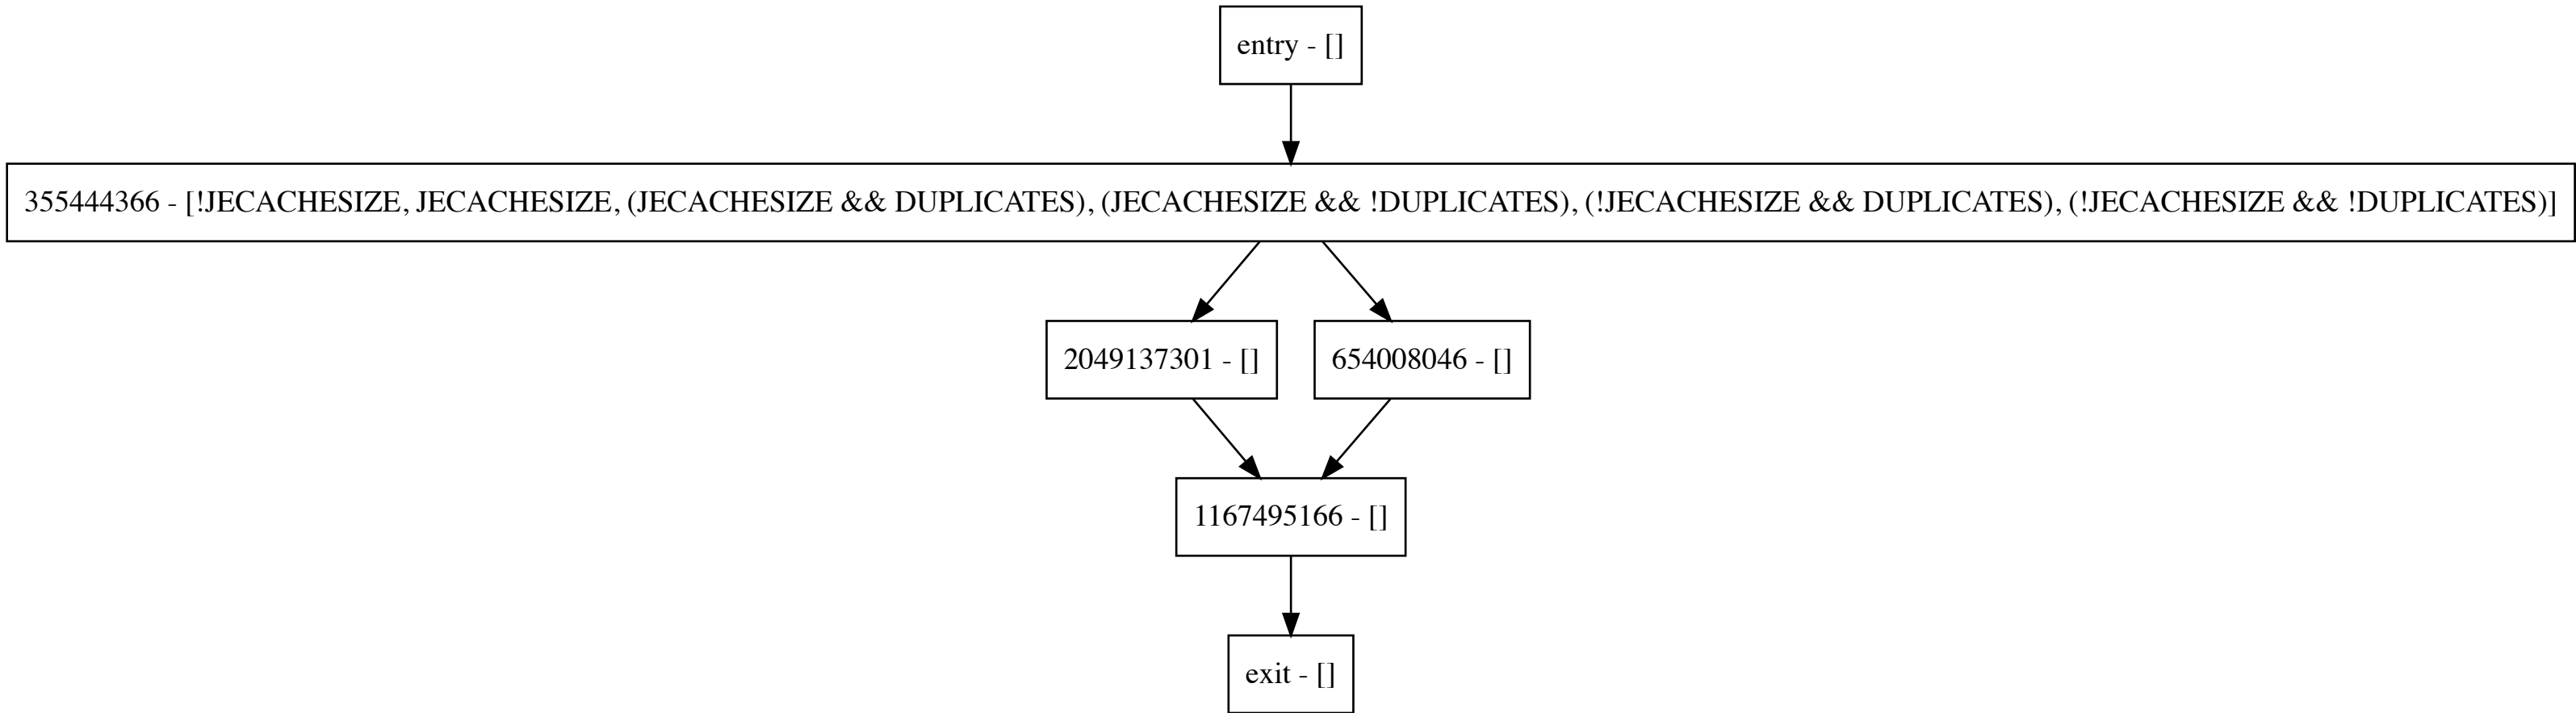 entry - []
355444366 - [!JECACHESIZE, JECACHESIZE, (JECACHESIZE && DUPLICATES), (JECACHESIZE && !DUPLICATES), (!JECACHESIZE && DUPLICATES), (!JECACHESIZE && !DUPLICATES)]
2049137301 - []
654008046 - []
1167495166 - []
exit - []